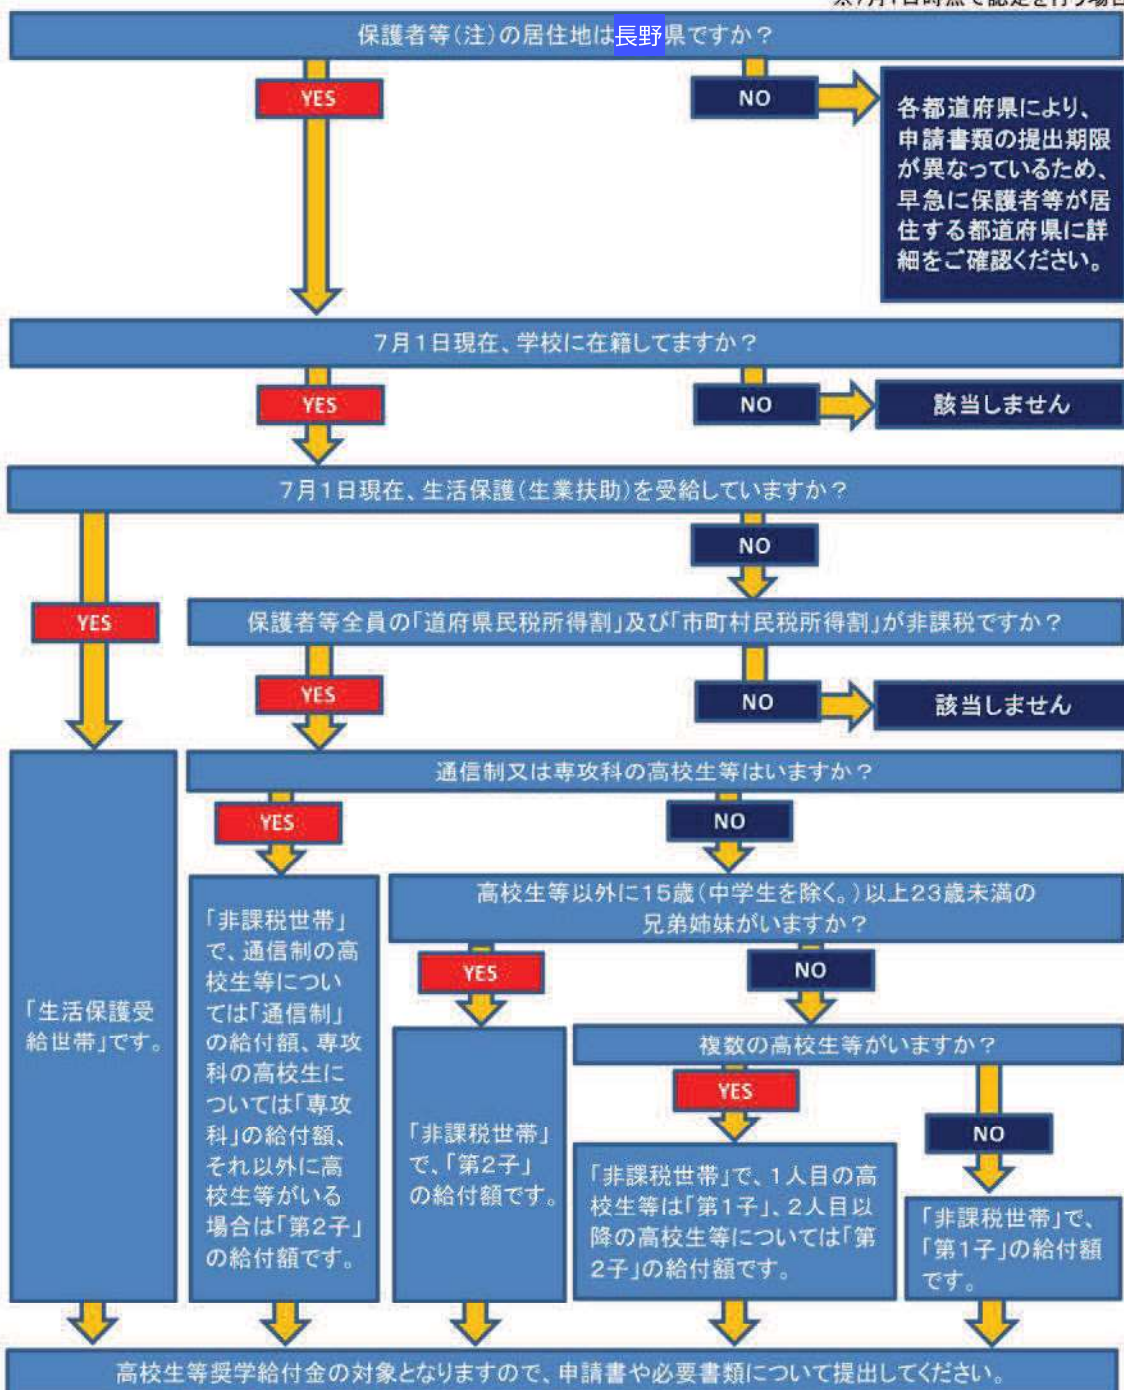 ※7月1日時点で認定を行う場合
保護者等(注)の居住地は長野県ですか?
YES
NO
各都道府県により、
申請書類の提出期限
が異なっているため、
早急に保護者等が居
住する都道府県に詳
細をご確認ください。
7月1日現在、学校に在籍してますか?
YES
NO
該当しません
7月1日現在、生活保護(生業扶助)を受給していますか?
NO
YES
保護者等全員の「道府県民税所得割」及び「市町村民税所得割」が非課税ですか?
YES
NO
該当しません
通信制又は専攻科の高校生等はいますか?
YES
NO
高校生等以外に15歳(中学生を除く。)以上23歳未満の
兄弟姉妹がいますか?
YES
NO
「生活保護受
給世帯」です。
「非課税世帯」
で、通信制の高
校生等につい
ては「通信制」
の給付額、専攻
科の高校生に
ついては「専攻
科」の給付額、
それ以外に高
校生等がいる
場合は「第2子」
の給付額です。
複数の高校生等がいますか?
YES
NO
「非課税世帯」
で、「第2子」
の給付額です。
「非課税世帯」で、1人目の高
校生等は「第1子」、2人目以
降の高校生等については「第
2子」の給付額です。
「非課税世帯」で、
「第1子」の給付額
です。
高校生等奨学給付金の対象となりますので、申請書や必要書類について提出してください。